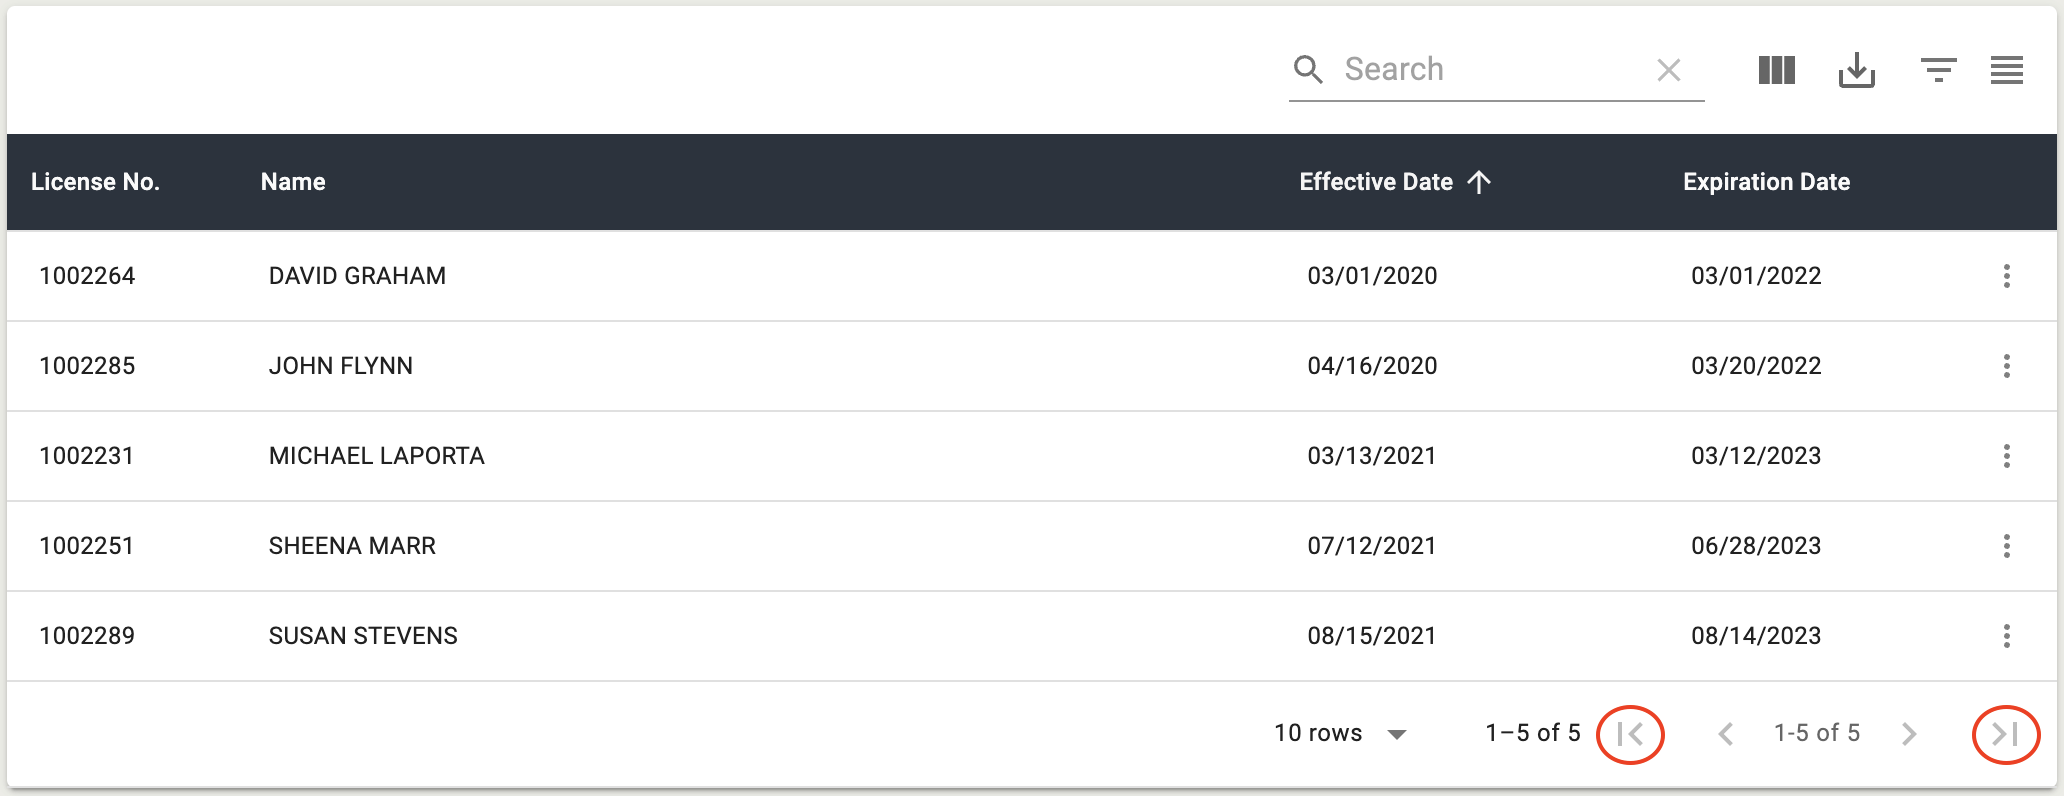 Search
License No. Name Effective Date Expiration Date
1002264 DAVID GRAHAM 03/01/2020 03/01/2022
1002285 JOHN FLYNN 04/16/2020 03/20/2022
1002231 MICHAEL LAPORTA 03/13/2021 03/12/2023
1002251 SHEENA MARR 07/12/2021 06/28/2023
1002289 SUSAN STEVENS 08/15/2021 08/14/2023
10 rows 1–5 of 5 1-5 of 5